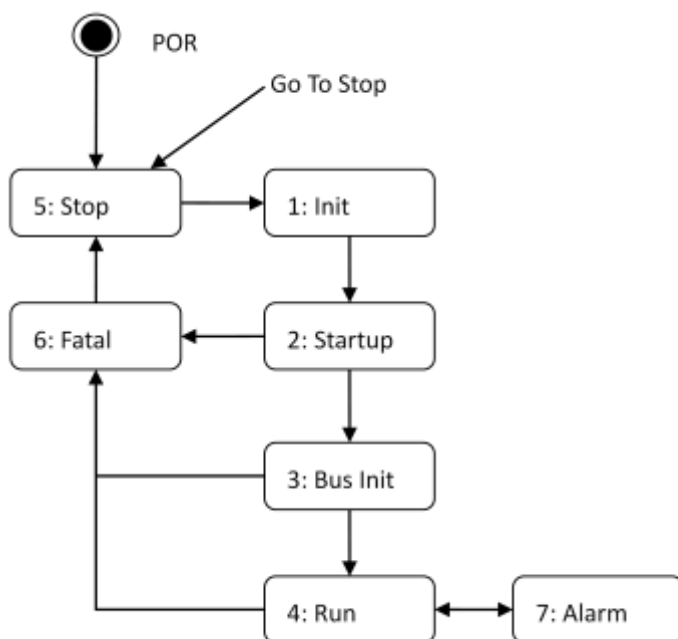 POR
Go To Stop
5: Stop
1: Init
6: Fatal
2: Startup
3: Bus Init
4: Run
7: Alarm